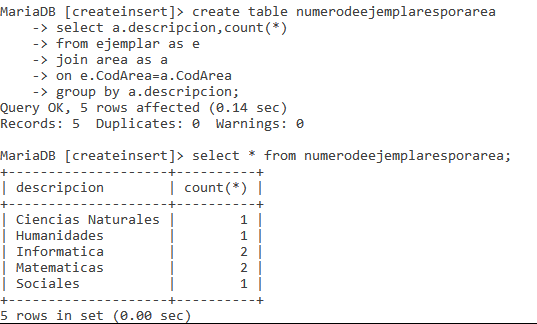 MariaDB [createinsert]> create table numerodeejemplaresporarea
    -> select a.descripcion,count(*)
    -> from ejemplar as e
    -> join area as a
    -> on e.CodArea=a.CodArea
    -> group by a.descripcion;
Query OK, 5 rows affected (0.14 sec)
Records: 5  Duplicates: 0  Warnings: 0

MariaDB [createinsert]> select * from numerodeejemplaresporarea;
+--------------------+----------+
| descripcion        | count(*) |
+--------------------+----------+
| Ciencias Naturales |        1 |
| Humanidades        |        1 |
| Informatica        |        2 |
| Matematicas        |        2 |
| Sociales           |        1 |
+--------------------+----------+
5 rows in set (0.00 sec)